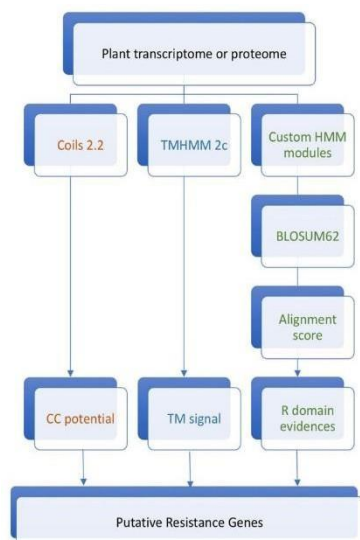 Plant transcriptome or proteome
Coils 2.2
TMHMM 2c
Custom HMM
modules
BLOSUM62
Alignment
score
CC potential
TM signal
R domain
evidences
Putative Resistance Genes